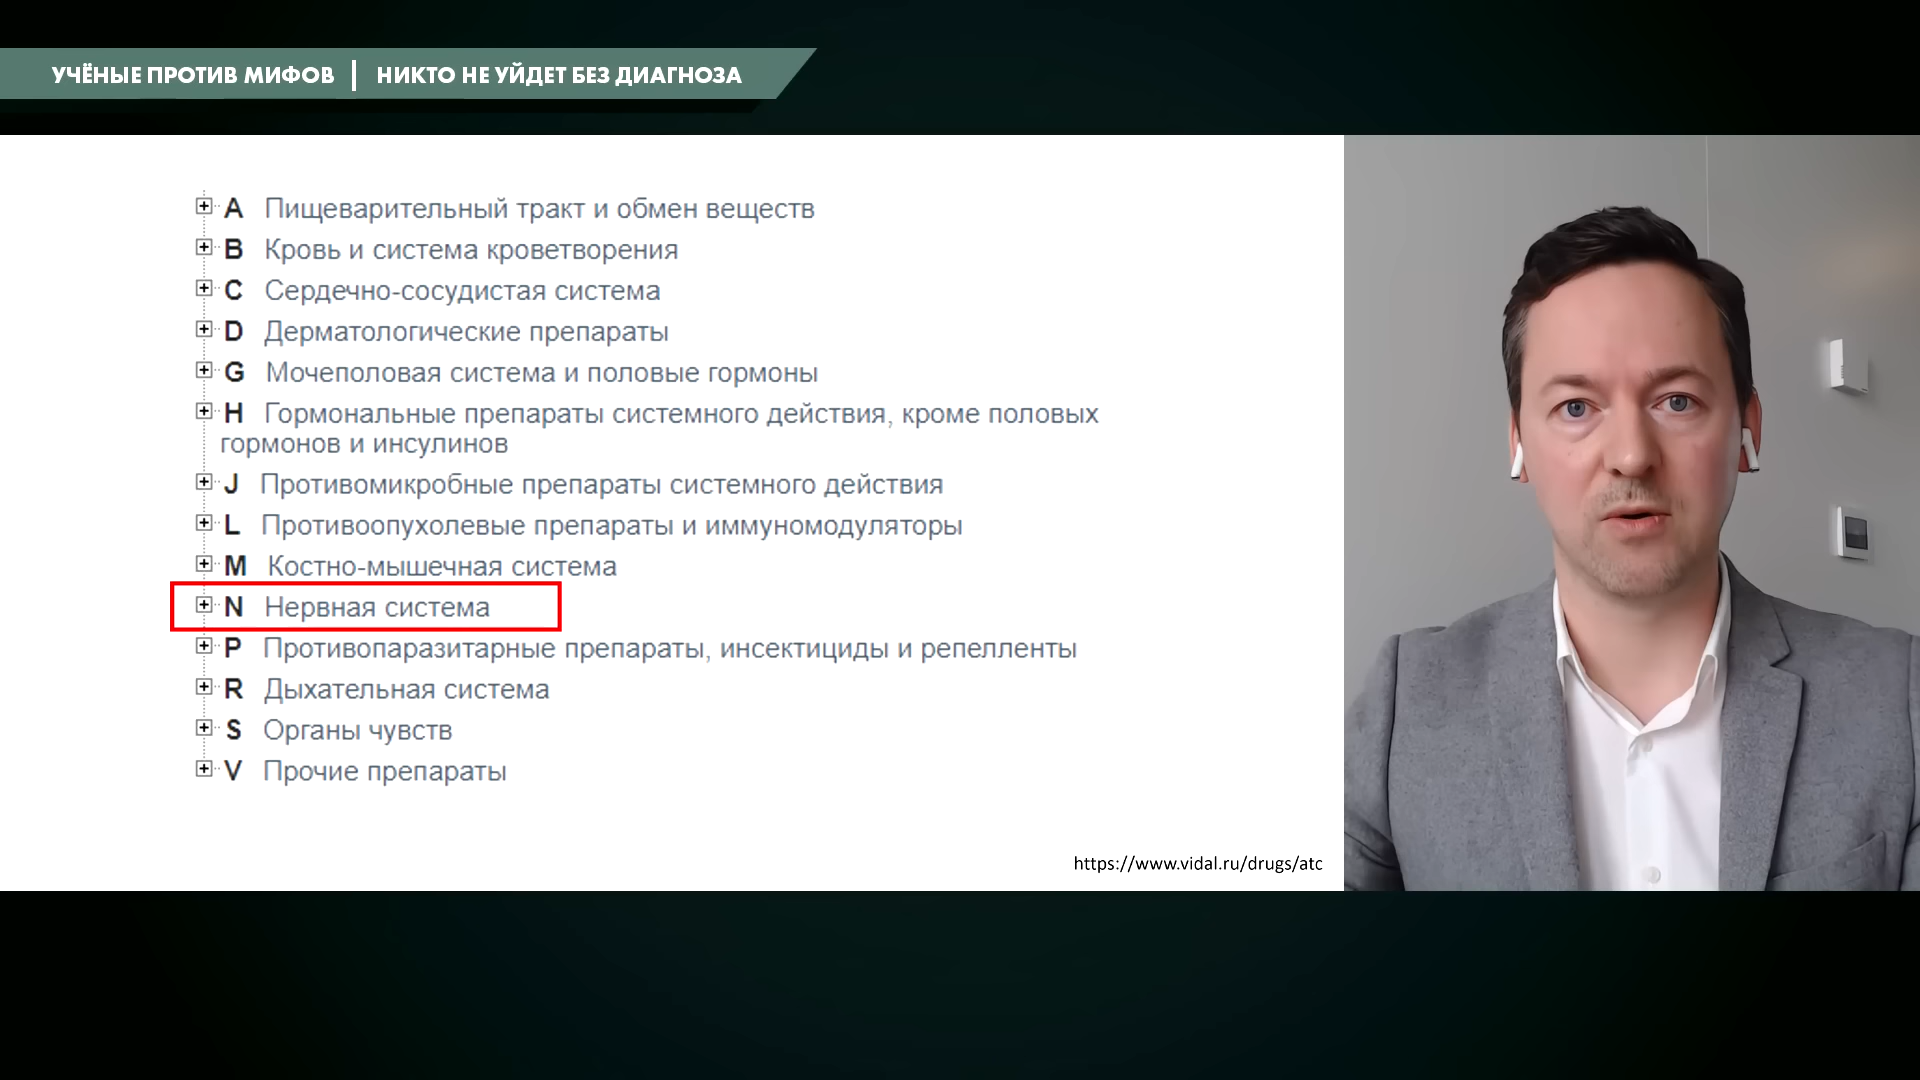 УЧЁНЫЕ ПРОТИВ МИФОВ | НИКТО НЕ УЙДЕТ БЕЗ ДИАГНОЗА
A Пищеварительный тракт и обмен веществ
B Кровь и система кроветворения
C Сердечно-сосудистая система
D Дерматологические препараты
G Мочеполовая система и половые гормоны
H Гормональные препараты системного действия, кроме половых
гормонов и инсулинов
J Противомикробные препараты системного действия
L Противоопухолевые препараты и иммуномодуляторы
M Костно-мышечная система
N Нервная система
P Противопаразитарные препараты, инсектициды и репелленты
R Дыхательная система
S Органы чувств
V Прочие препараты
https://www.vidal.ru/drugs/atc